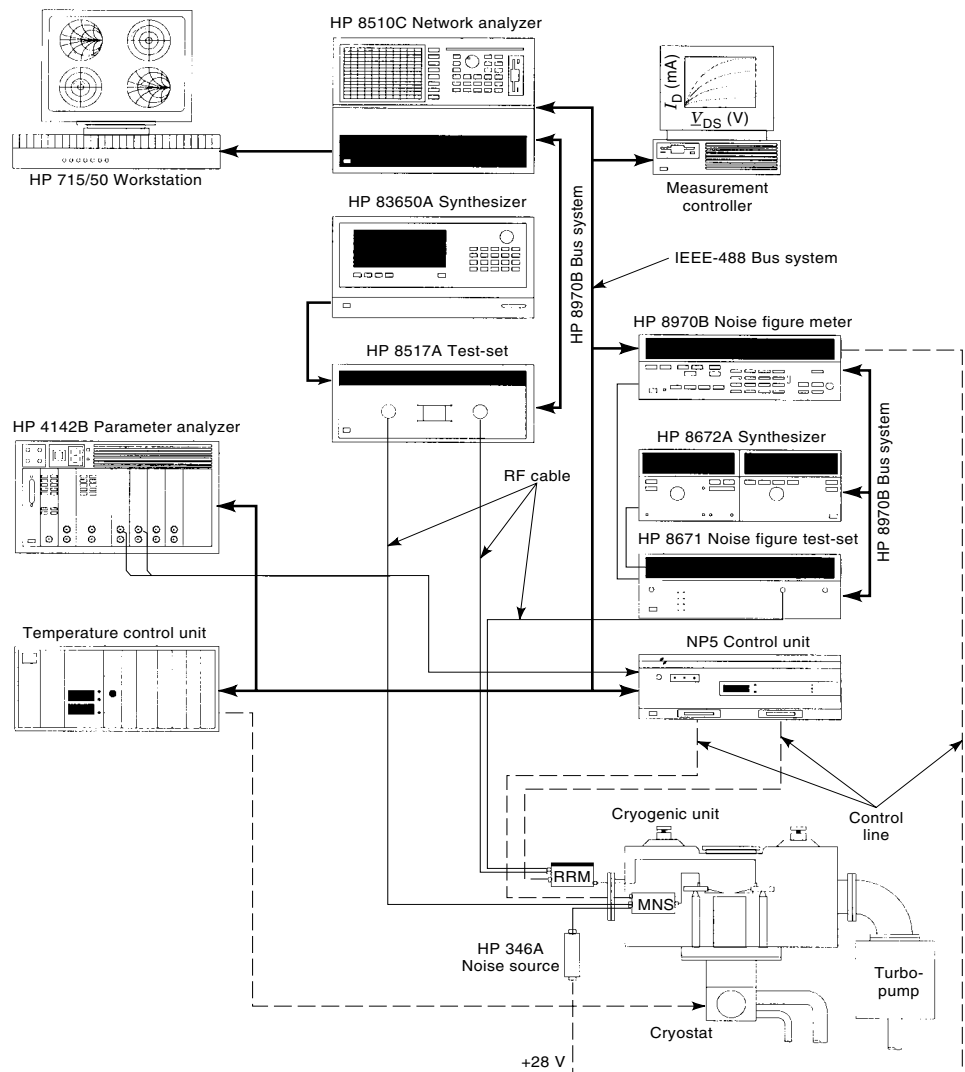 HP 8510C Network analyzer
I_D (mA)
V_DS (V)
HP 715/50 Workstation
Measurement
controller
HP 83650A Synthesizer
HP 8970B Bus system
IEEE-488 Bus system
HP 8970B Noise figure meter
HP 8517A Test-set
HP 4142B Parameter analyzer
HP 8672A Synthesizer
HP 8970B Bus system
RF cable
HP 8671 Noise figure test-set
Temperature control unit
NP5 Control unit
Control
line
Cryogenic unit
RRM
MNS
HP 346A
Noise source
Turbo-
pump
Cryostat
+28 V